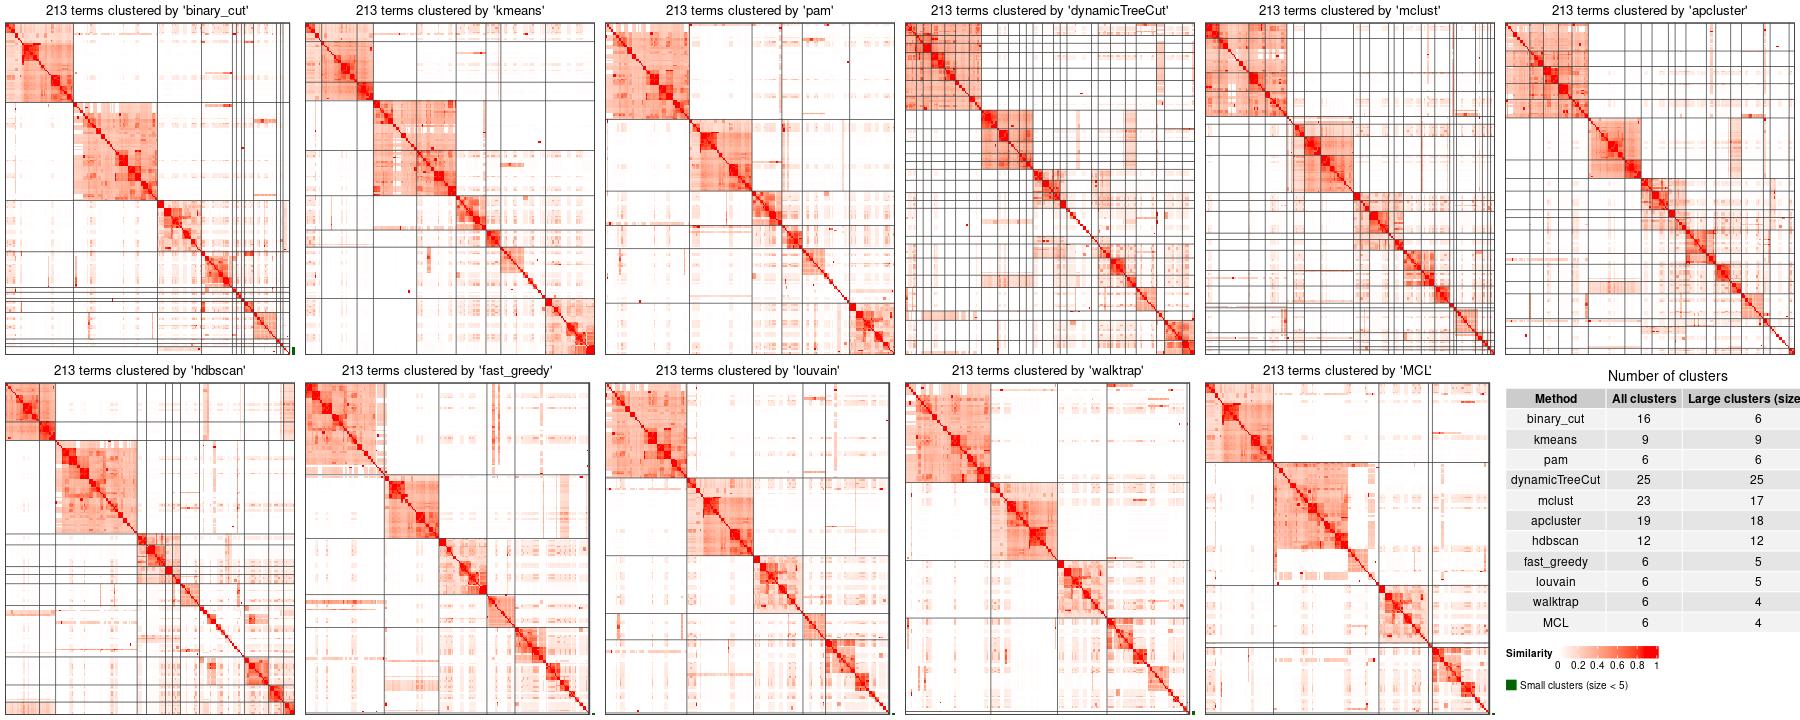 213 terms clustered by 'binary_cut'
213 terms clustered by 'kmeans'
213 terms clustered by 'pam'
213 terms clustered by 'dynamicTreeCut'
213 terms clustered by 'mclust'
213 terms clustered by 'apcluster'
213 terms clustered by 'hdbscan'
213 terms clustered by 'fast_greedy'
213 terms clustered by 'louvain'
213 terms clustered by 'walktrap'
213 terms clustered by 'MCL'
Number of clusters
Method All clusters Large clusters (size
binary_cut 16 6
kmeans 9 9
pam 6 6
dynamicTreeCut 25 25
mclust 23 17
apcluster 19 18
hdbscan 12 12
fast_greedy 6 5
louvain 6 5
walktrap 6 4
MCL 6 4
Similarity
0 0.2 0.4 0.6 0.8 1
Small clusters (size < 5)